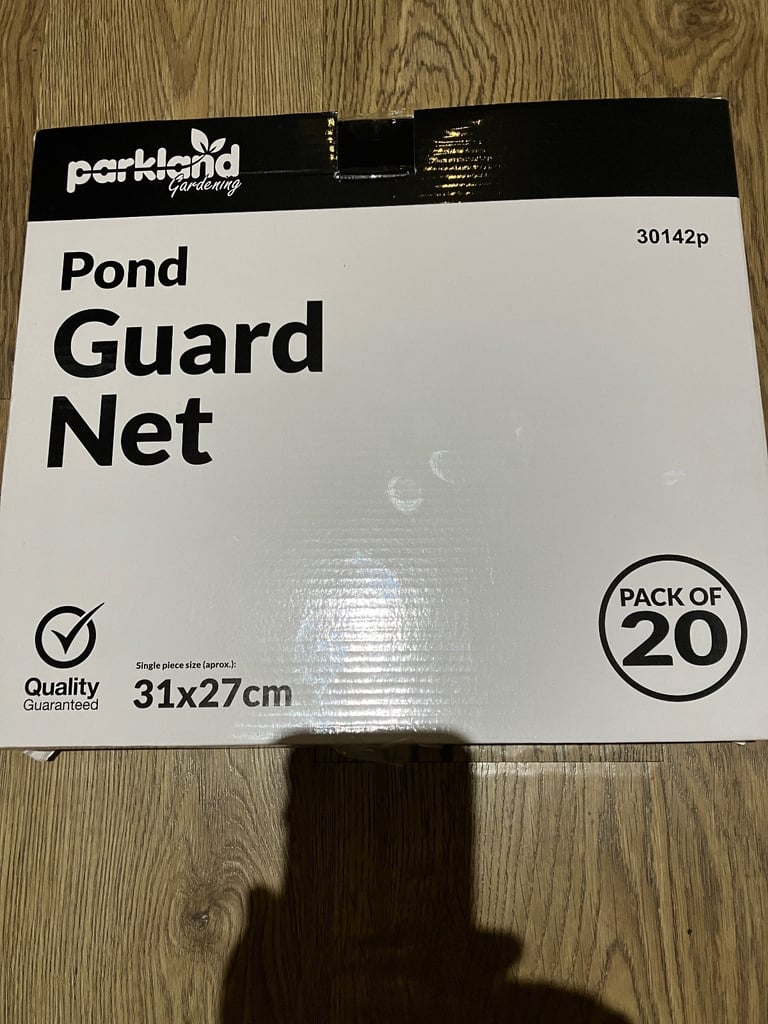 parkland
Gardening
30142p
Pond
Guard
Net
PACK OF
20
Quality
Guaranteed
Single piece size (aprox.):
31x27cm